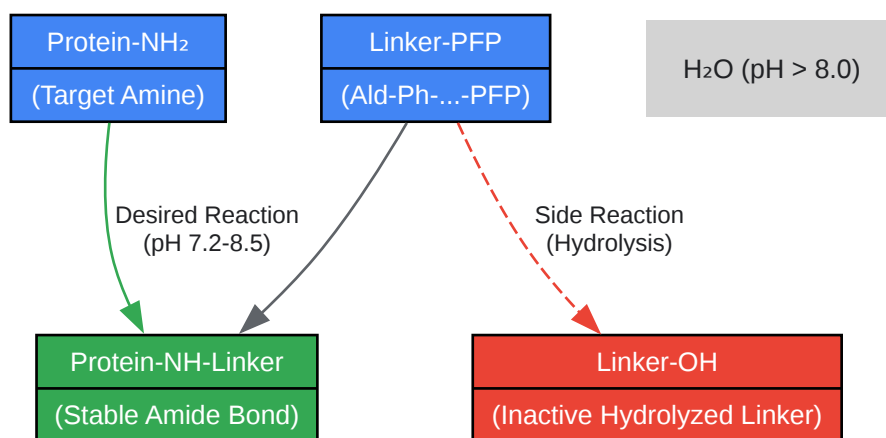 Protein-NH₂
(Target Amine)
Linker-PFP
(Ald-Ph-...-PFP)
H₂O (pH > 8.0)
Desired Reaction
(pH 7.2-8.5)
Side Reaction
(Hydrolysis)
Protein-NH-Linker
(Stable Amide Bond)
Linker-OH
(Inactive Hydrolyzed Linker)